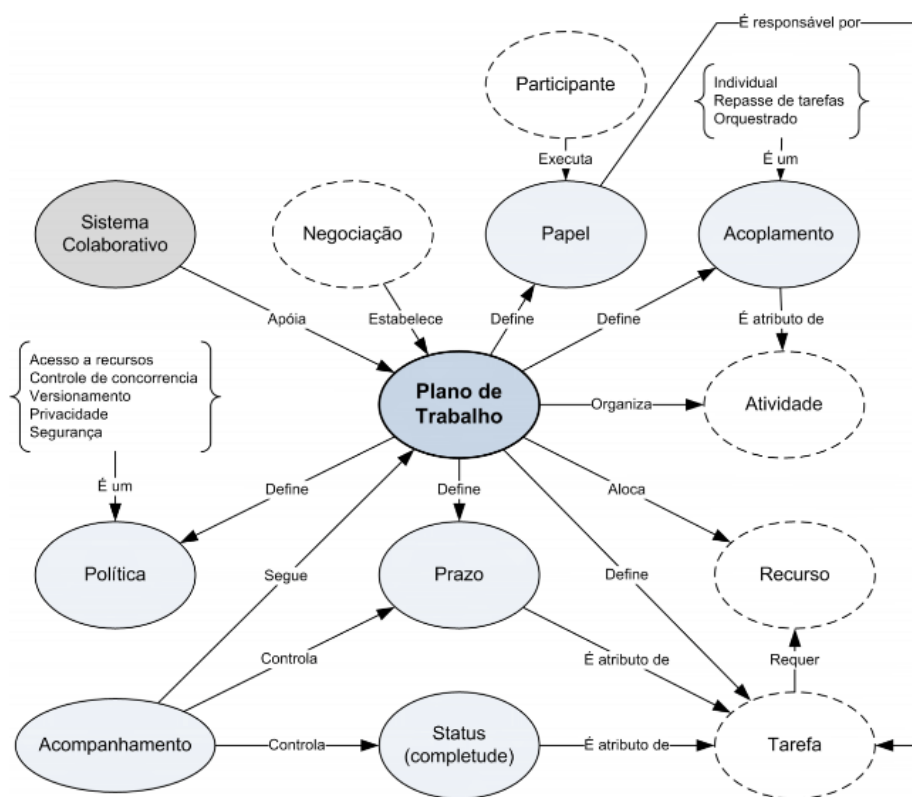 É responsável por
Participante
Individual
Repasse de tarefas
Orquestrado
Executa
É um
Sistema
Colaborativo
Negociação
Papel
Acoplamento
Apóia
Estabelece
Define
Define
É atributo de
Acesso a recursos
Controle de concorrencia
Versionamento
Privacidade
Segurança
Plano de
Trabalho
Organiza
Atividade
É um
Define
Define
Aloca
Política
Segue
Prazo
Define
Recurso
Controla
É atributo de
Requer
Acompanhamento
Controla
Status
(completude)
É atributo de
Tarefa